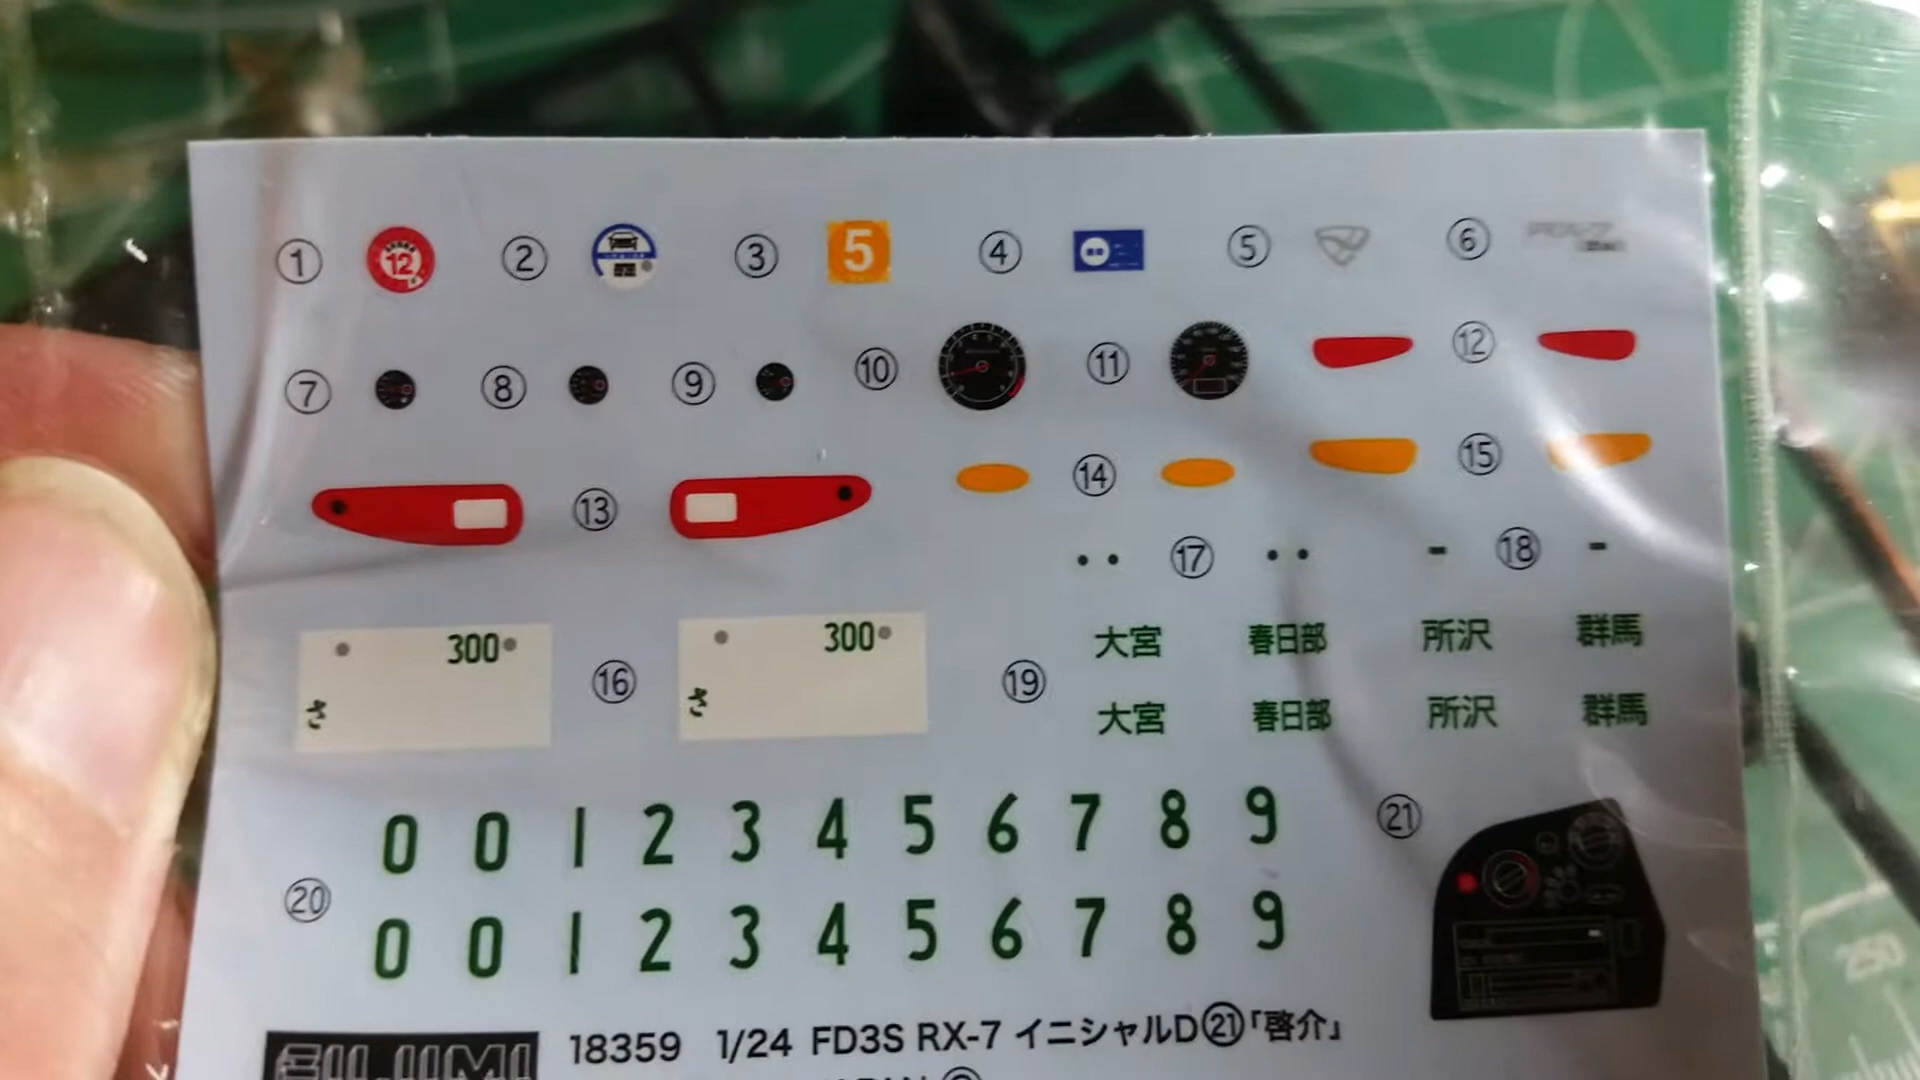 ① 12 ② ③ 5 ④ ⑤ ⑥
⑦ ⑧ ⑨ ⑩ ⑪ ⑫
⑬ ⑭ ⑮
⑰ ⑱
300 さ ⑯ 300 さ
⑲ 大宮 春日部 所沢 群馬
大宮 春日部 所沢 群馬
⑳ 0 0 1 2 3 4 5 6 7 8 9
0 0 1 2 3 4 5 6 7 8 9
㉑
FUJIMI 18359 1/24 FD3S RX-7 イニシャルD㉑「啓介」
250